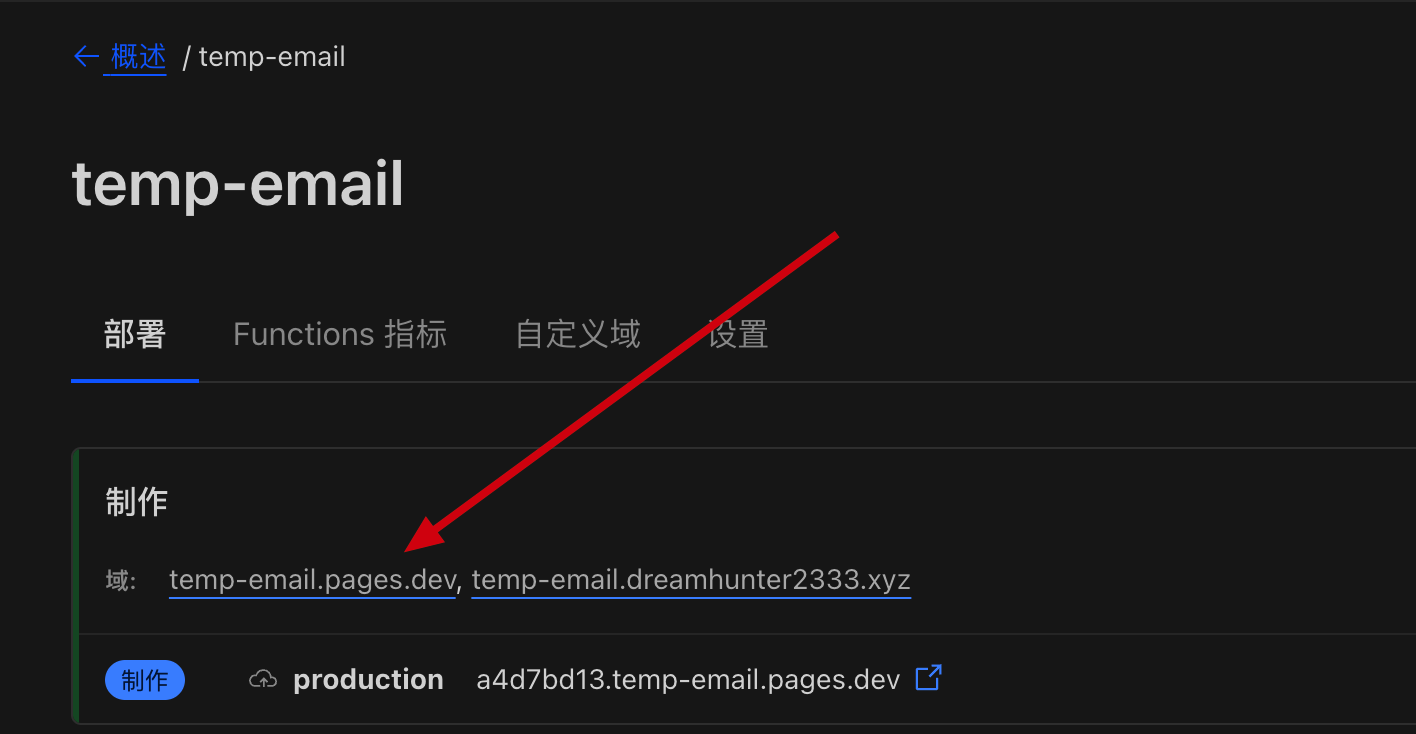 ← 概述 / temp-email
temp-email
部署 Functions 指标 自定义域 设置
制作
域: temp-email.pages.dev, temp-email.dreamhunter2333.xyz
制作 production a4d7bd13.temp-email.pages.dev